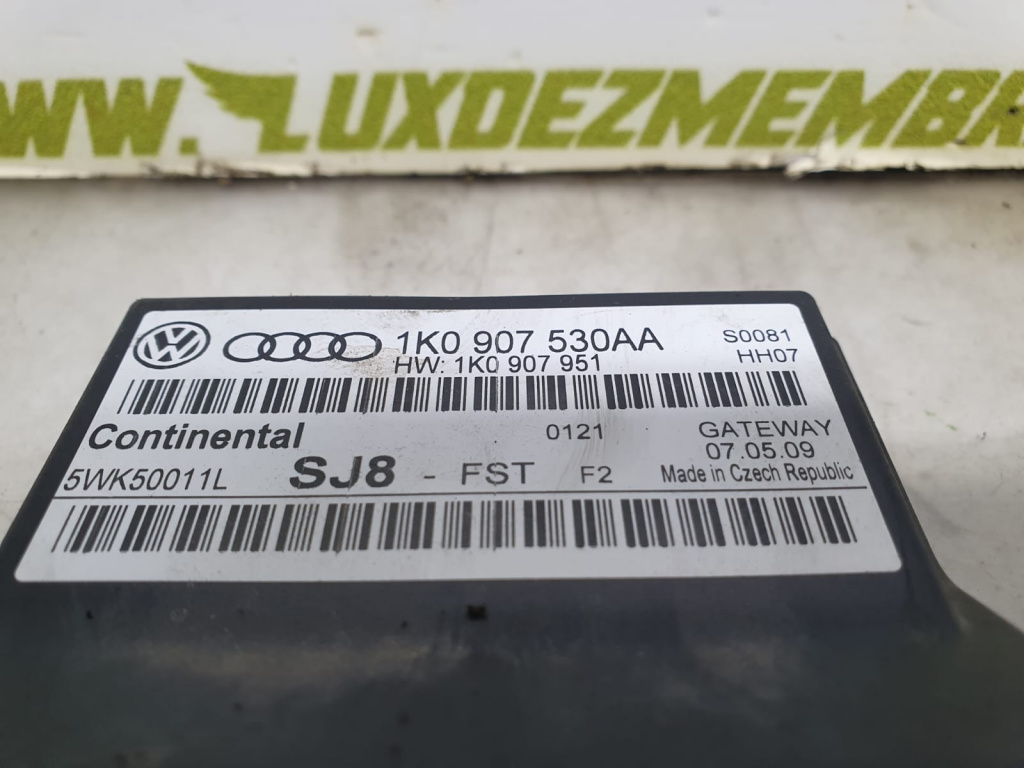 WW.LUXDEZMEMBR
1K0 907 530AA S0081
HW: 1K0 907 951 HH07
Continental 0121 GATEWAY
07.05.09
5WK50011L SJ8 - FST F2 Made in Czech Republic